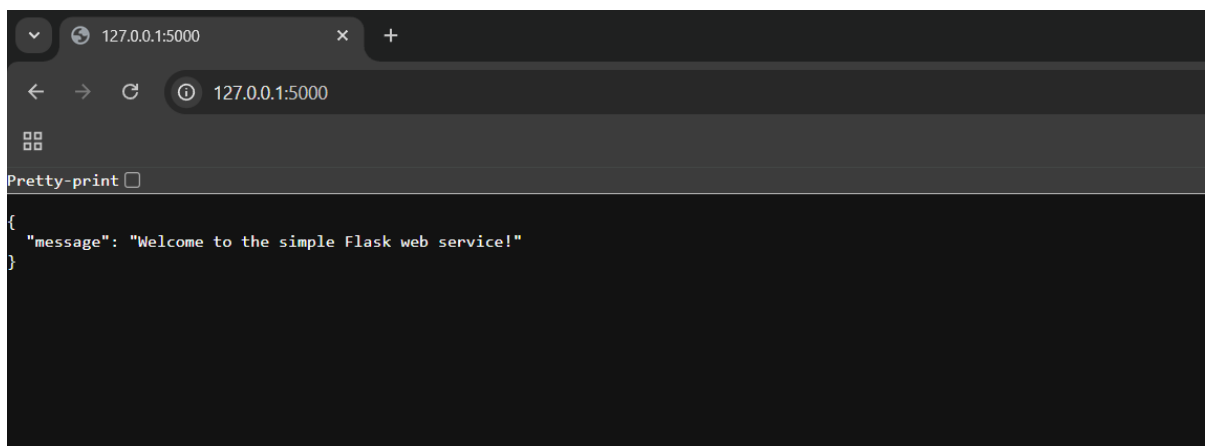 127.0.0.1:5000
127.0.0.1:5000
Pretty-print
{
"message": "Welcome to the simple Flask web service!"
}